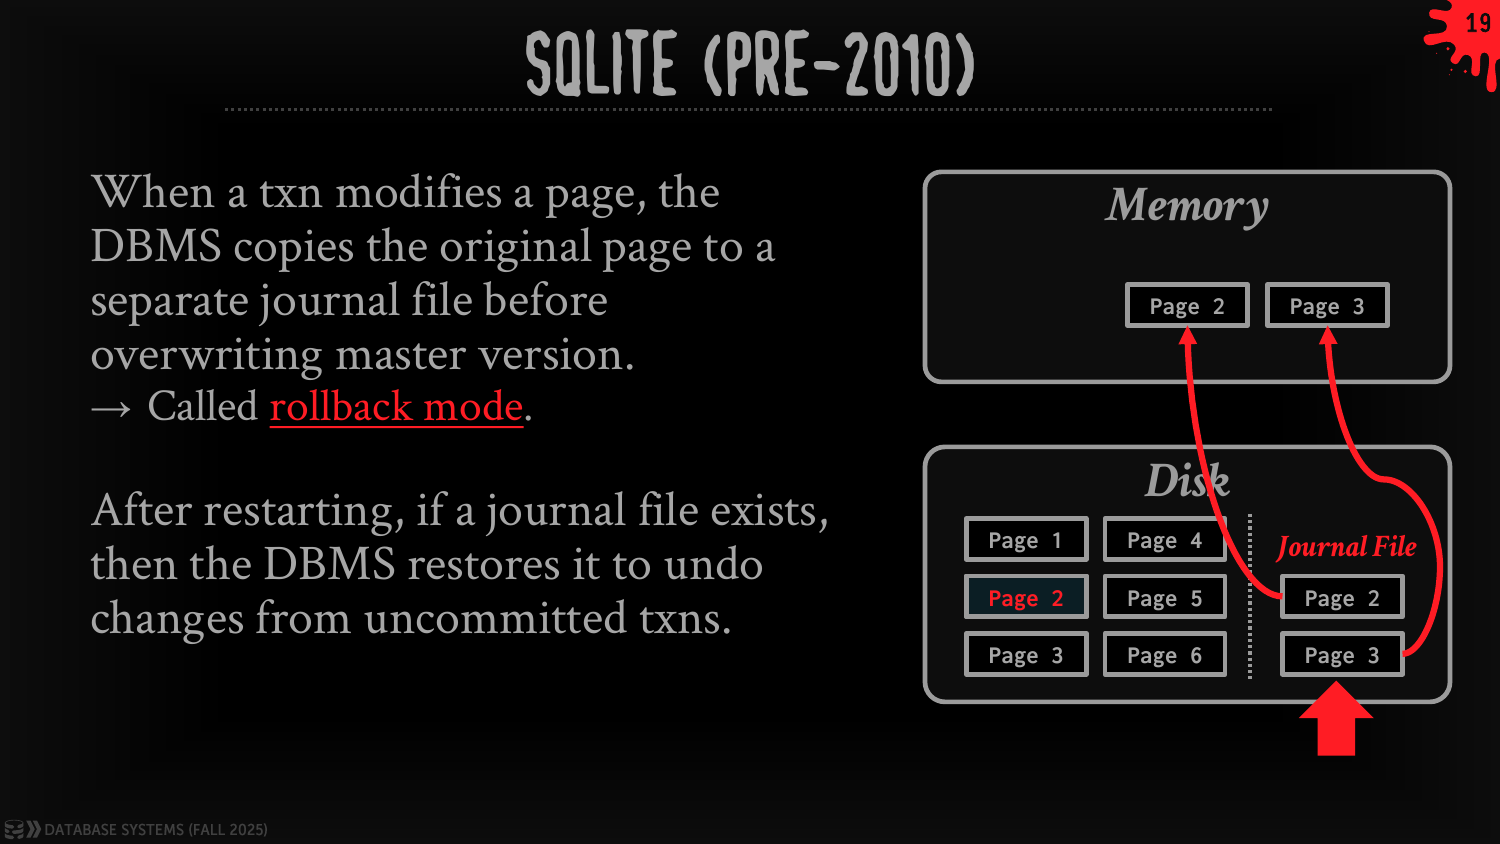 19
SQLITE (PRE-2010)
When a txn modifies a page, the
DBMS copies the original page to a
separate journal file before
overwriting master version.
→ Called rollback mode.
After restarting, if a journal file exists,
then the DBMS restores it to undo
changes from uncommitted txns.
Memory
Page 2 Page 3
Disk
Journal File
Page 1 Page 4
Page 2 Page 5 Page 2
Page 3 Page 6 Page 3
DATABASE SYSTEMS (FALL 2025)